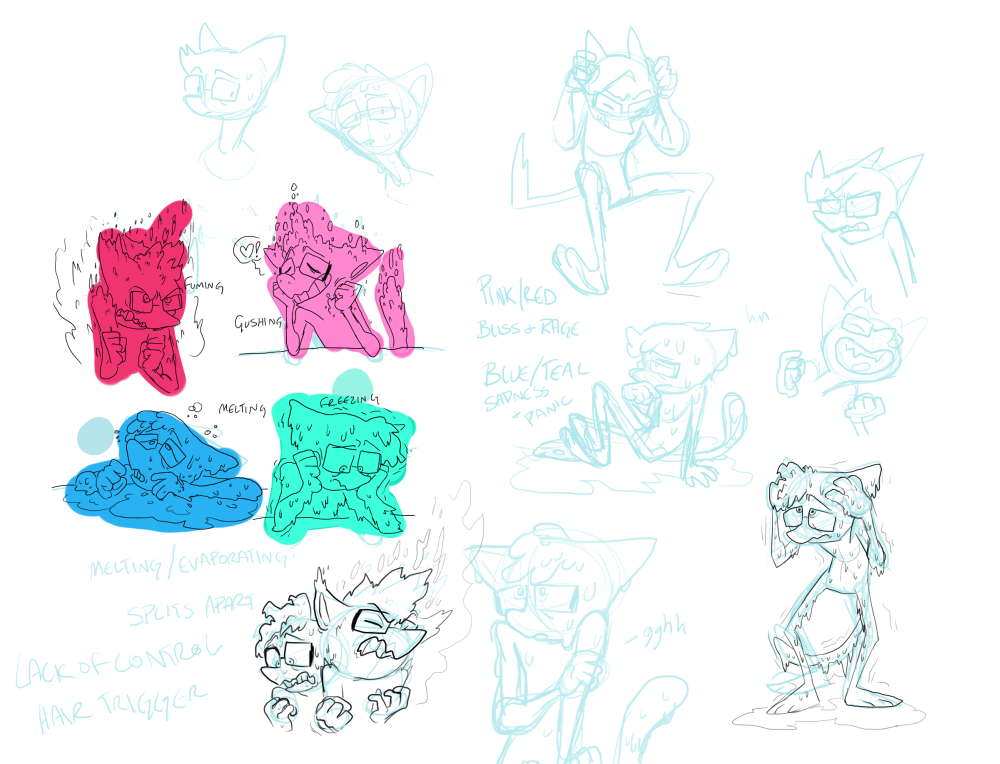 FUMING
♡!
GUSHING
PINK/RED
BLISS + RAGE
BLUE/TEAL
SADNESS
+ PANIC
MELTING
FREEZING
MELTING/EVAPORATING
SPLITS APART
LACK OF CONTROL
HAIR TRIGGER
-gghh